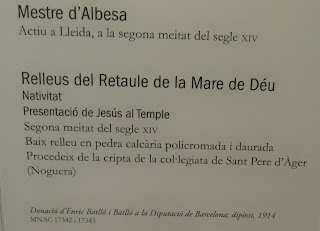 Mestre d'Albesa
Actiu a Lleida, a la segona meitat del segle XIV
Relleus del Retaule de la Mare de Déu
Nativitat
Presentació de Jesús al Temple
Segona meitat del segle XIV
Baix relleu en pedra calcària policromada i daurada
Procedeix de la cripta de la col·legiata de Sant Pere d'Àger
(Noguera)
Donació d'Enric Batlló i Batlló a la Diputació de Barcelona; dipòsit, 1914
MNAC 17342 i 17343